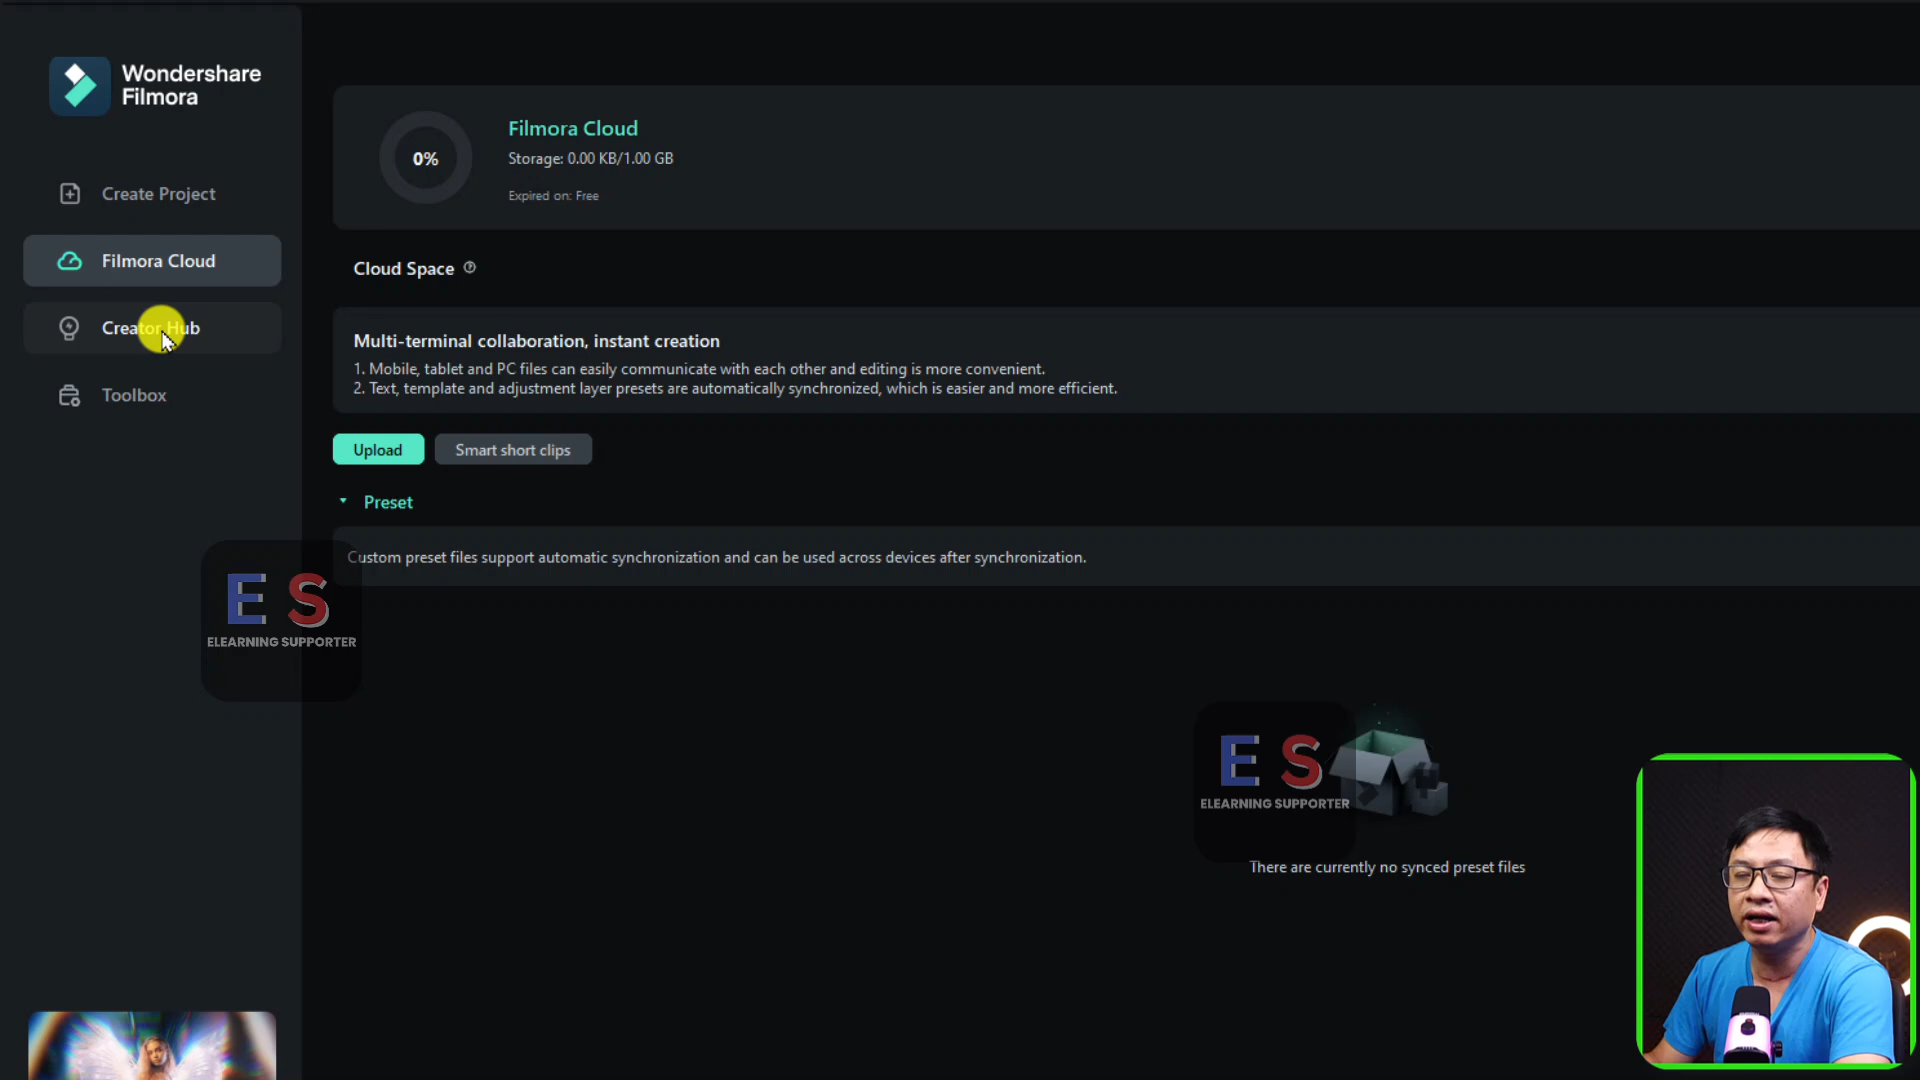 Wondershare
Filmora
Create Project
Filmora Cloud
Creator Hub
Toolbox
0%
Filmora Cloud
Storage: 0.00 KB/1.00 GB
Expired on: Free
Cloud Space
Multi-terminal collaboration, instant creation
1. Mobile, tablet and PC files can easily communicate with each other and editing is more convenient.
2. Text, template and adjustment layer presets are automatically synchronized, which is easier and more efficient.
Upload
Smart short clips
Preset
Custom preset files support automatic synchronization and can be used across devices after synchronization.
E S
ELEARNING SUPPORTER
E S
ELEARNING SUPPORTER
There are currently no synced preset files